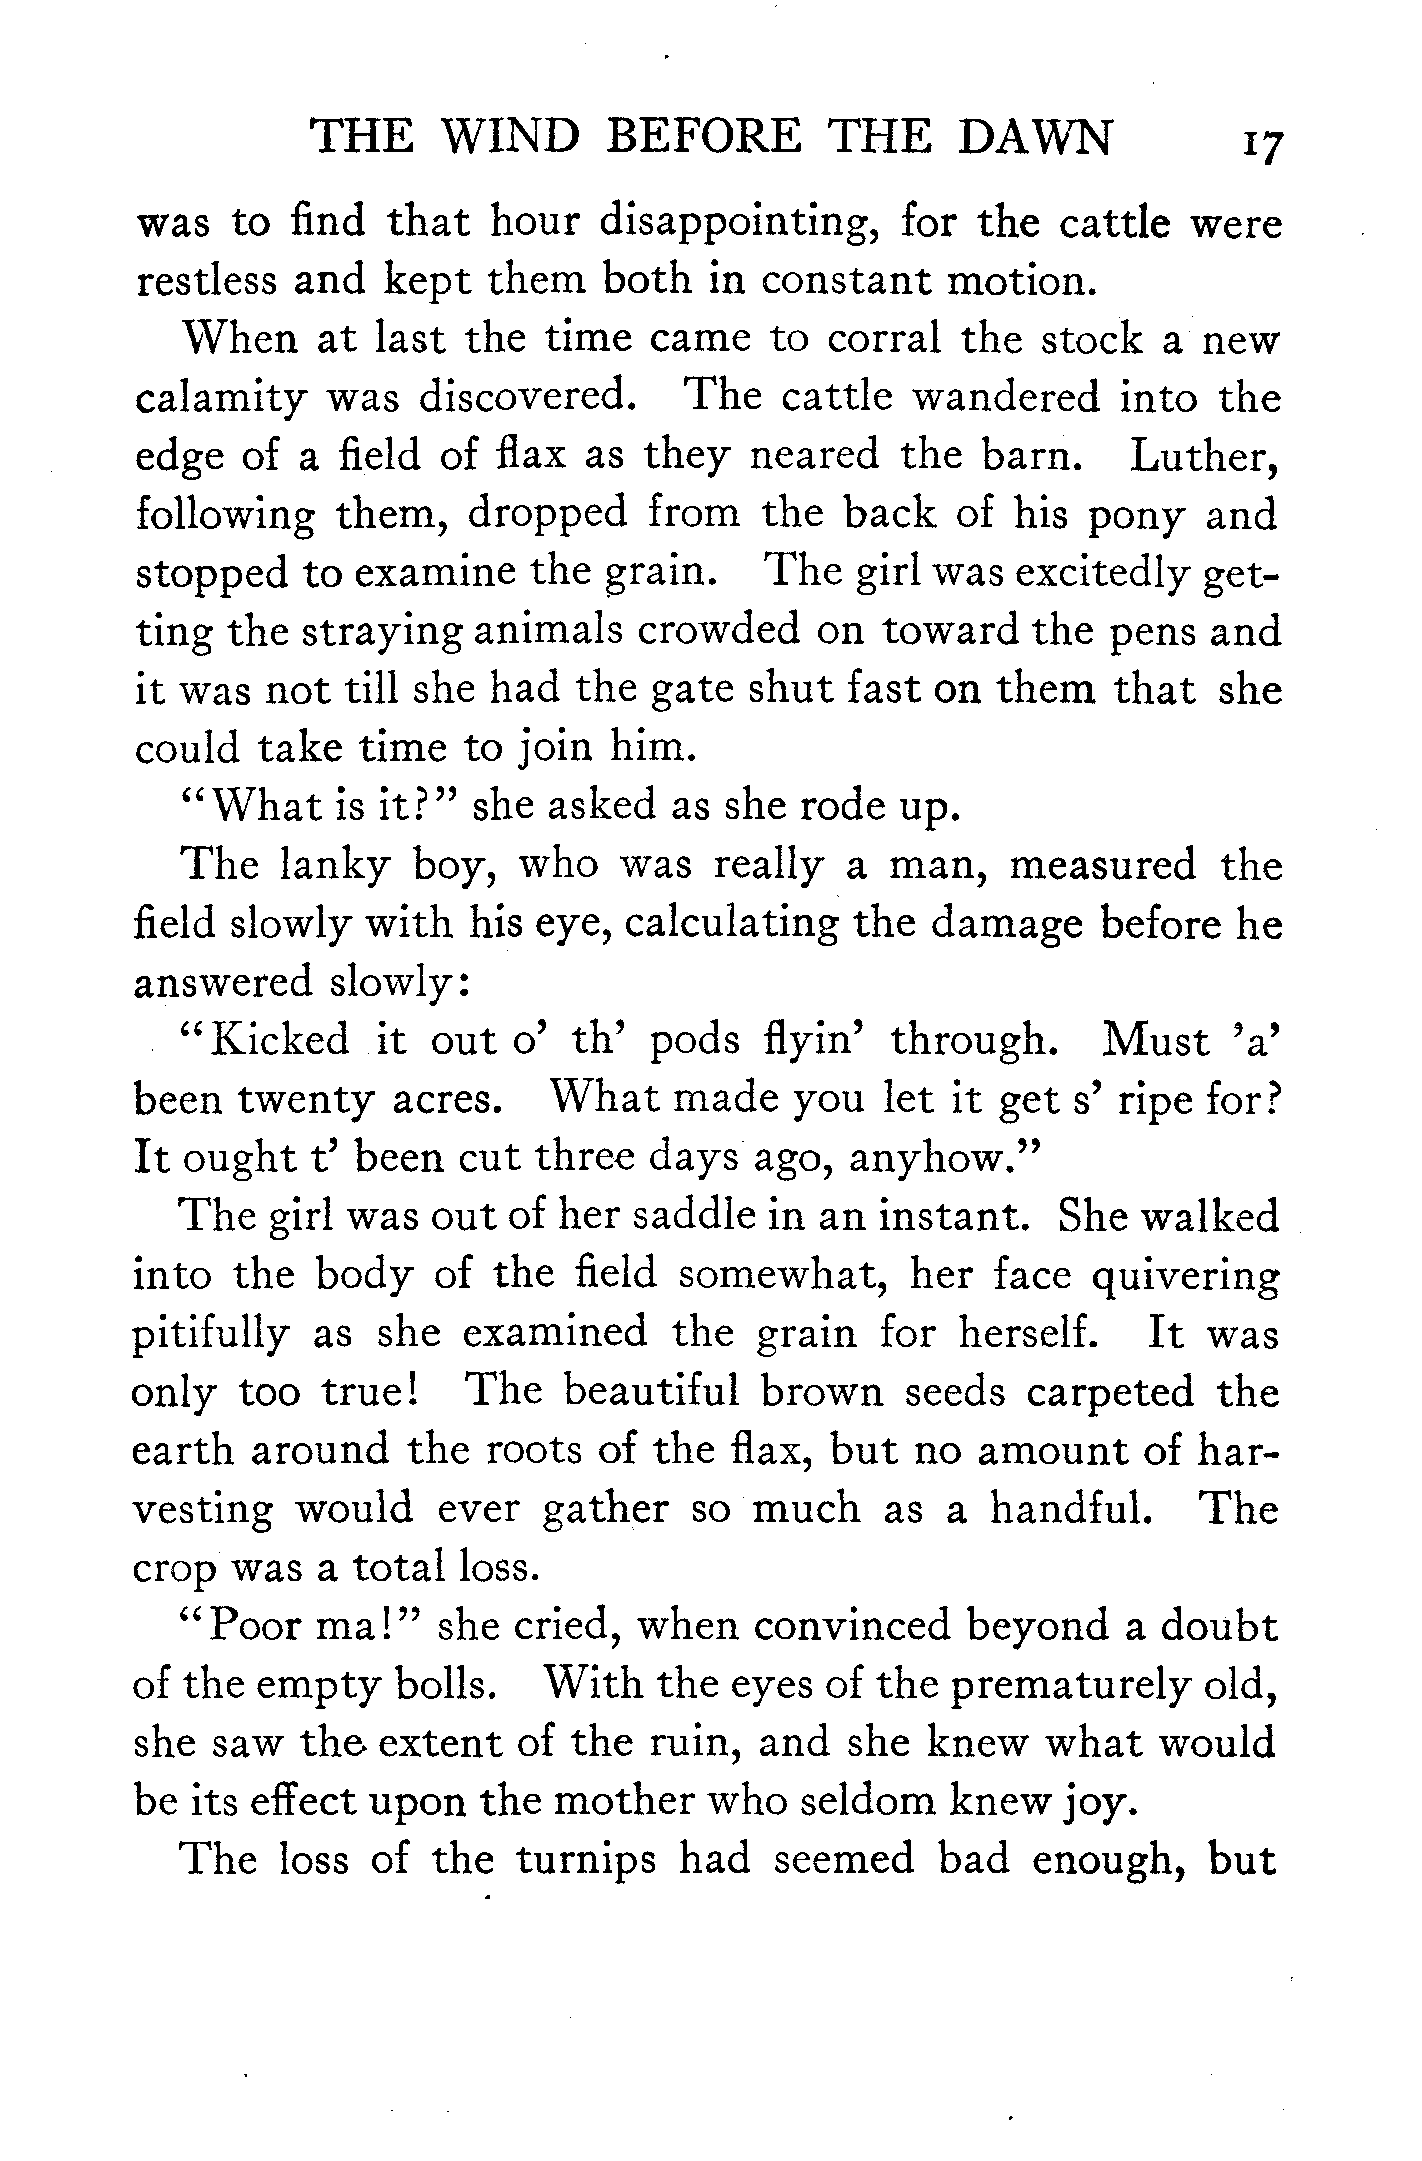 THE WIND BEFORE THE DAWN 17
was to find that hour disappointing, for the cattle were
restless and kept them both in constant motion.
When at last the time came to corral the stock a new
calamity was discovered. The cattle wandered into the
edge of a field of flax as they neared the barn. Luther,
following them, dropped from the back of his pony and
stopped to examine the grain. The girl was excitedly get-
ting the straying animals crowded on toward the pens and
it was not till she had the gate shut fast on them that she
could take time to join him.
"What is it?" she asked as she rode up.
The lanky boy, who was really a man, measured the
field slowly with his eye, calculating the damage before he
answered slowly:
"Kicked it out o' th' pods flyin' through. Must 'a'
been twenty acres. What made you let it get s' ripe for?
It ought t' been cut three days ago, anyhow."
The girl was out of her saddle in an instant. She walked
into the body of the field somewhat, her face quivering
pitifully as she examined the grain for herself. It was
only too true! The beautiful brown seeds carpeted the
earth around the roots of the flax, but no amount of har-
vesting would ever gather so much as a handful. The
crop was a total loss.
"Poor ma!" she cried, when convinced beyond a doubt
of the empty bolls. With the eyes of the prematurely old,
she saw the extent of the ruin, and she knew what would
be its effect upon the mother who seldom knew joy.
The loss of the turnips had seemed bad enough, but